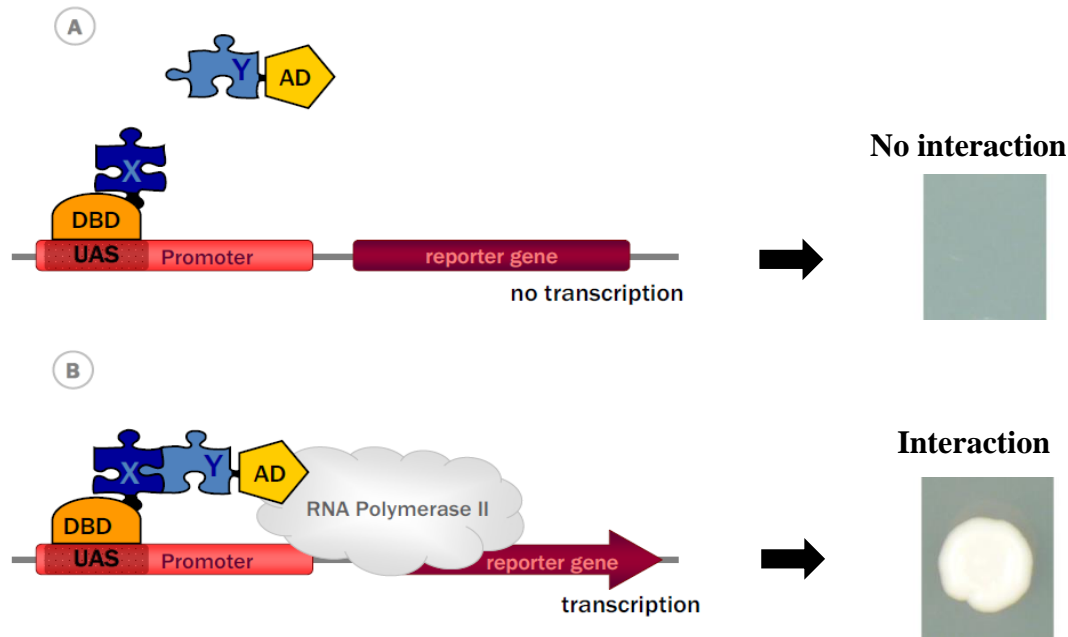 A
Y
AD
No interaction
X
DBD
UAS
Promoter
reporter gene
no transcription
B
Interaction
X
Y
AD
RNA Polymerase II
DBD
UAS
Promoter
reporter gene
transcription